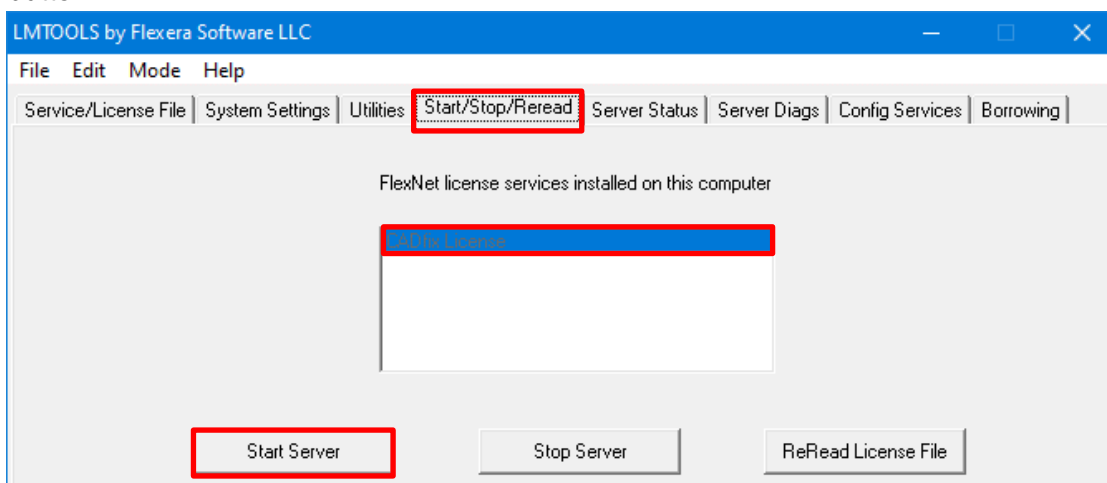 LMTOOLS by Flexera Software LLC
File Edit Mode Help
Service/License File System Settings Utilities Start/Stop/Reread Server Status Server Diags Config Services Borrowing
FlexNet license services installed on this computer
CADfix-License
Start Server Stop Server ReRead License File